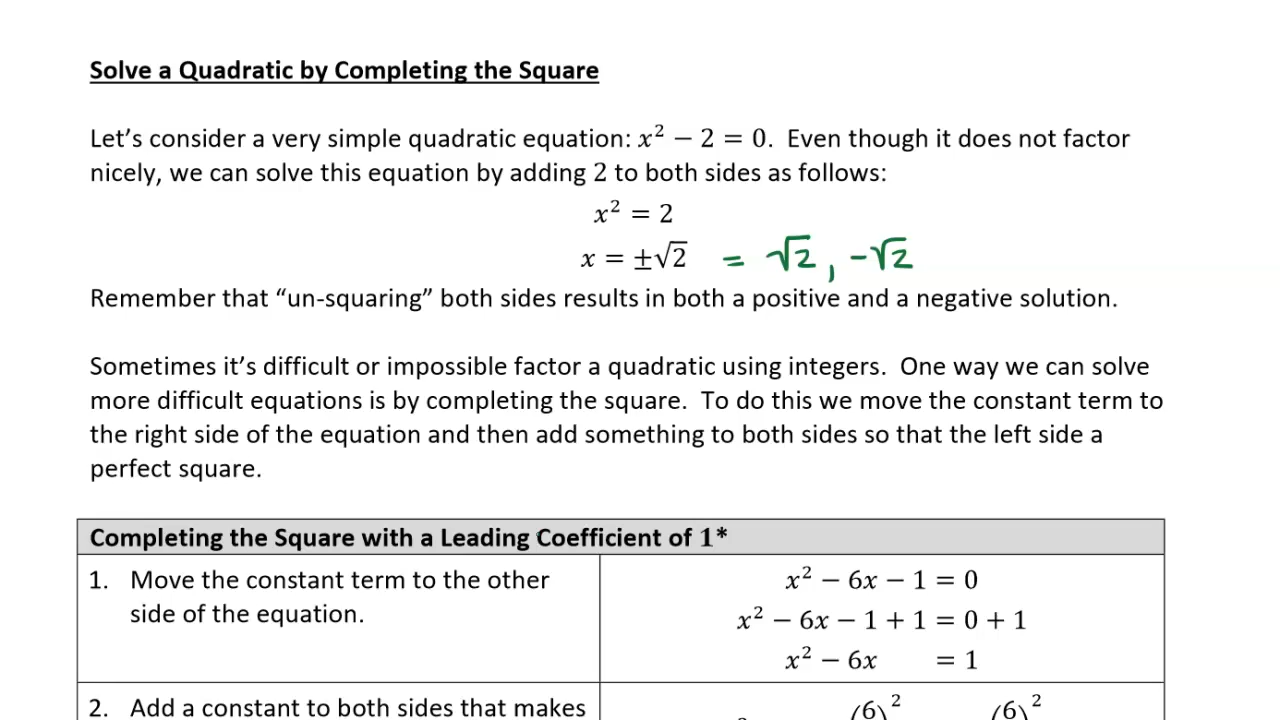 Solve a Quadratic by Completing the Square
Let’s consider a very simple quadratic equation: x² − 2 = 0.  Even though it does not factor
nicely, we can solve this equation by adding 2 to both sides as follows:
x² = 2
x = ±√2 = √2, -√2
Remember that “un-squaring” both sides results in both a positive and a negative solution.
Sometimes it’s difficult or impossible factor a quadratic using integers.  One way we can solve
more difficult equations is by completing the square.  To do this we move the constant term to
the right side of the equation and then add something to both sides so that the left side a
perfect square.
Completing the Square with a Leading Coefficient of 1*
1. Move the constant term to the other
side of the equation.
x² − 6x − 1 = 0
x² − 6x − 1 + 1 = 0 + 1
x² − 6x = 1
2. Add a constant to both sides that makes